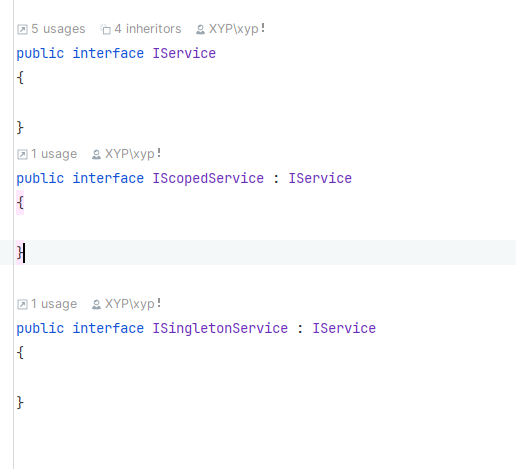 5 usages 4 inheritors XYP\xyp !
public interface IService
{
}
1 usage XYP\xyp !
public interface IScopedService : IService
{
}
1 usage XYP\xyp !
public interface ISingletonService : IService
{
}